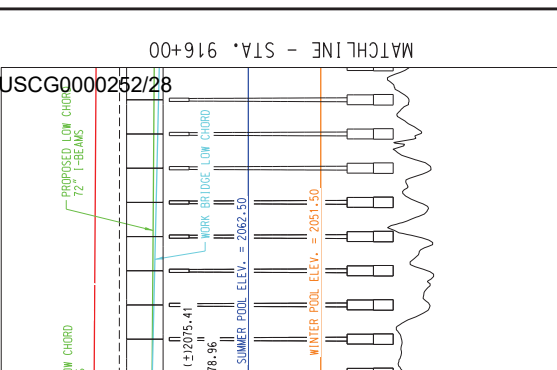 MATCHLINE - STA. 916+00
USCG0000252/28
PROPOSED LOW CHORD
72" I-BEAMS
WORK BRIDGE LOW CHORD
SUMMER POOL ELEV. = 2062.50
WINTER POOL ELEV. = 2051.50
(±)2075.41
78.96
W CHORD